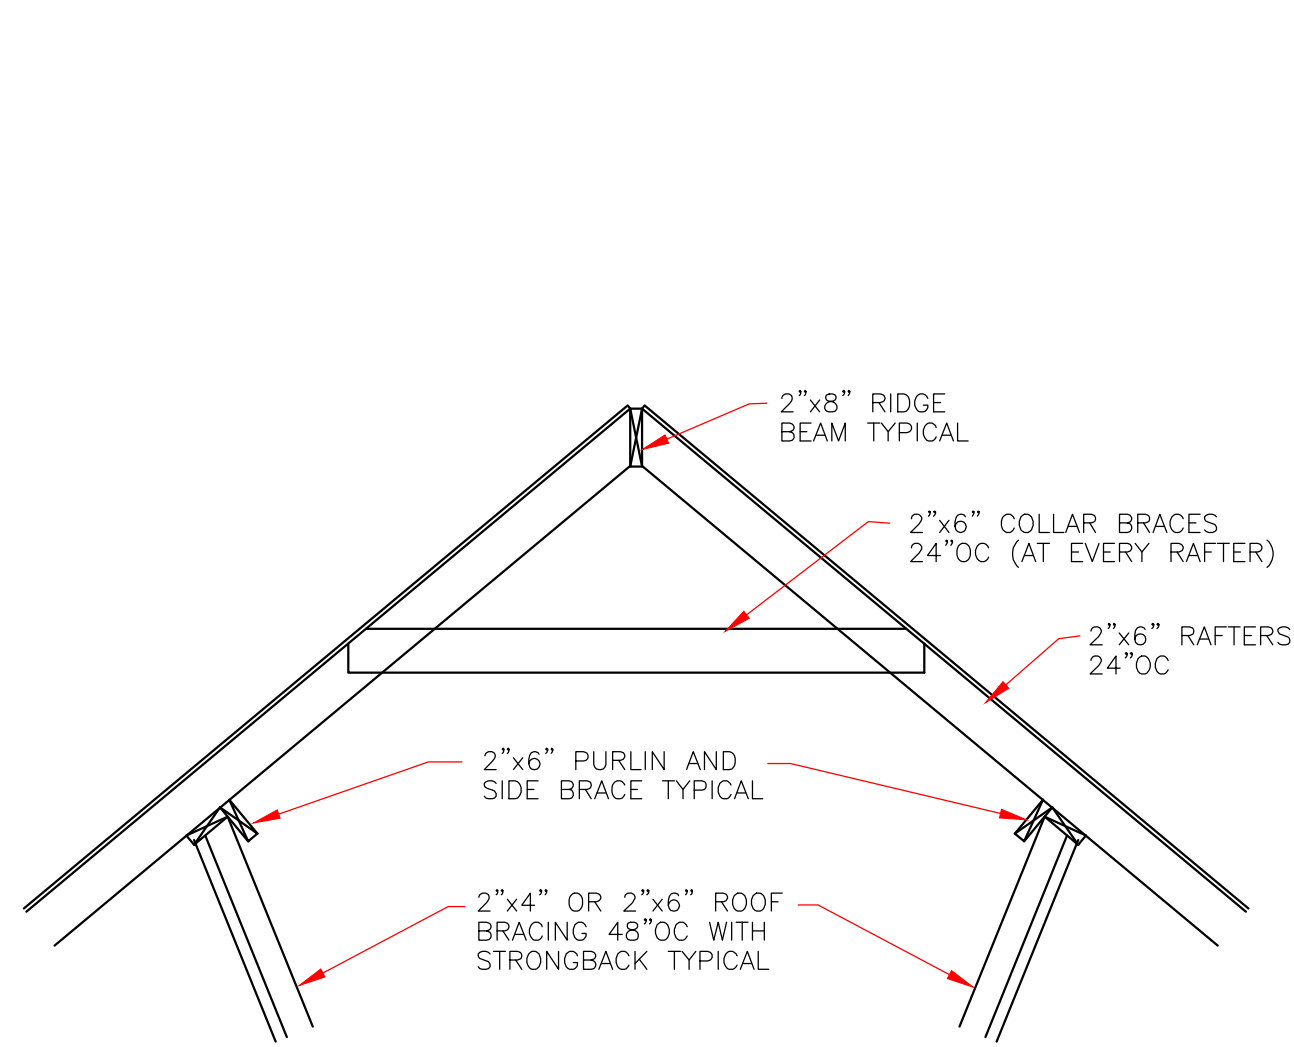 2”x8” RIDGE
BEAM TYPICAL
2”x6” COLLAR BRACES
24”OC (AT EVERY RAFTER)
2”x6” RAFTERS
24”OC
2”x6” PURLIN AND
SIDE BRACE TYPICAL
2”x4” OR 2”x6” ROOF
BRACING 48”OC WITH
STRONGBACK TYPICAL